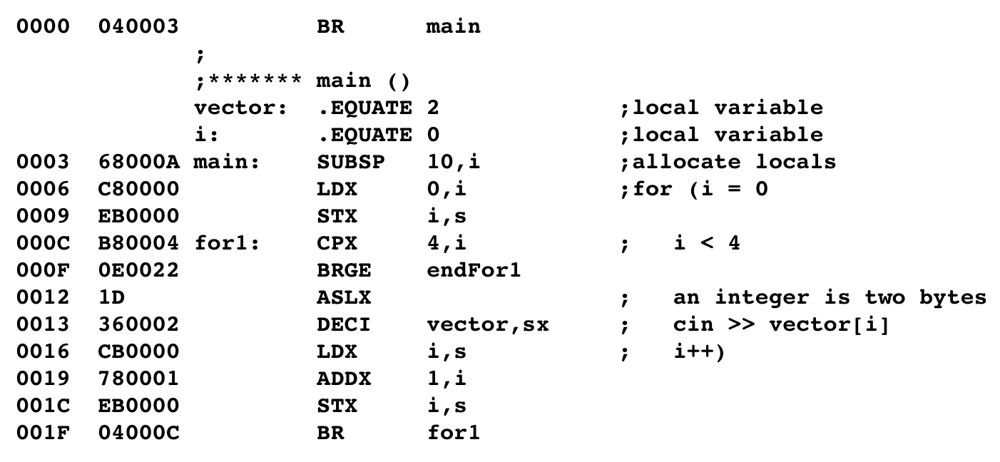 0000  040003          BR      main
              ;
              ;******* main ()
              vector:  .EQUATE 2             ;local variable
              i:       .EQUATE 0             ;local variable
0003  68000A main:    SUBSP   10,i          ;allocate locals
0006  C80000          LDX     0,i           ;for (i = 0
0009  EB0000          STX     i,s
000C  B80004 for1:    CPX     4,i           ;   i < 4
000F  0E0022          BRGE    endFor1
0012  1D              ASLX                  ;   an integer is two bytes
0013  360002          DECI    vector,sx     ;   cin >> vector[i]
0016  CB0000          LDX     i,s           ;   i++)
0019  780001          ADDX    1,i
001C  EB0000          STX     i,s
001F  04000C          BR      for1